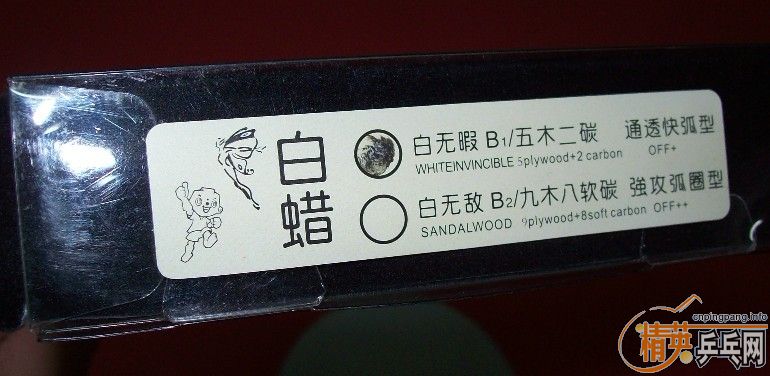 白蜡
白无暇 B1/五木二碳 通透快弧型
WHITEINVINCIBLE 5plywood+2 carbon OFF+
白无敌 B2/九木八软碳 強攻弧圈型
SANDALWOOD 9plywood+8soft carbon OFF++
cnpingpang.info
精英乒乓网